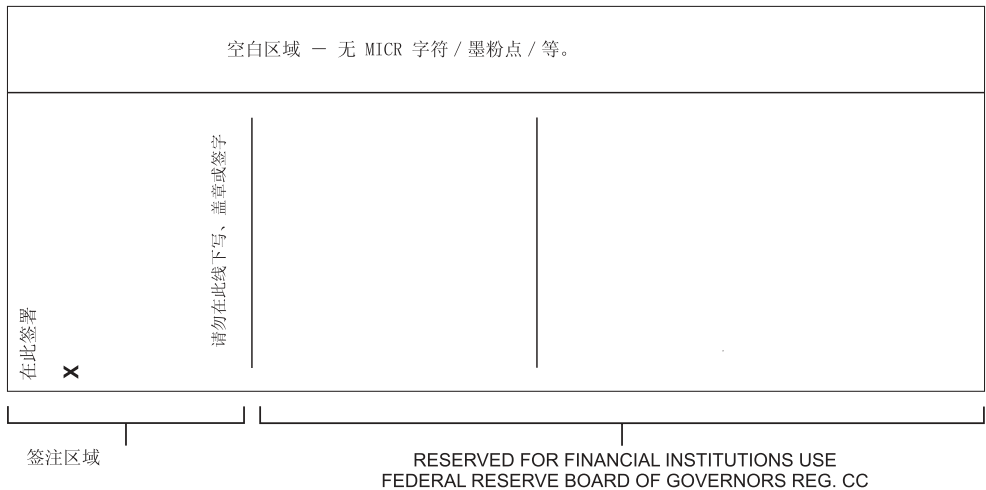 空白区域 － 无 MICR 字符/墨粉点/等。
请勿在此线下写、盖章或签字
在此签署
X
签注区域
RESERVED FOR FINANCIAL INSTITUTIONS USE
FEDERAL RESERVE BOARD OF GOVERNORS REG. CC